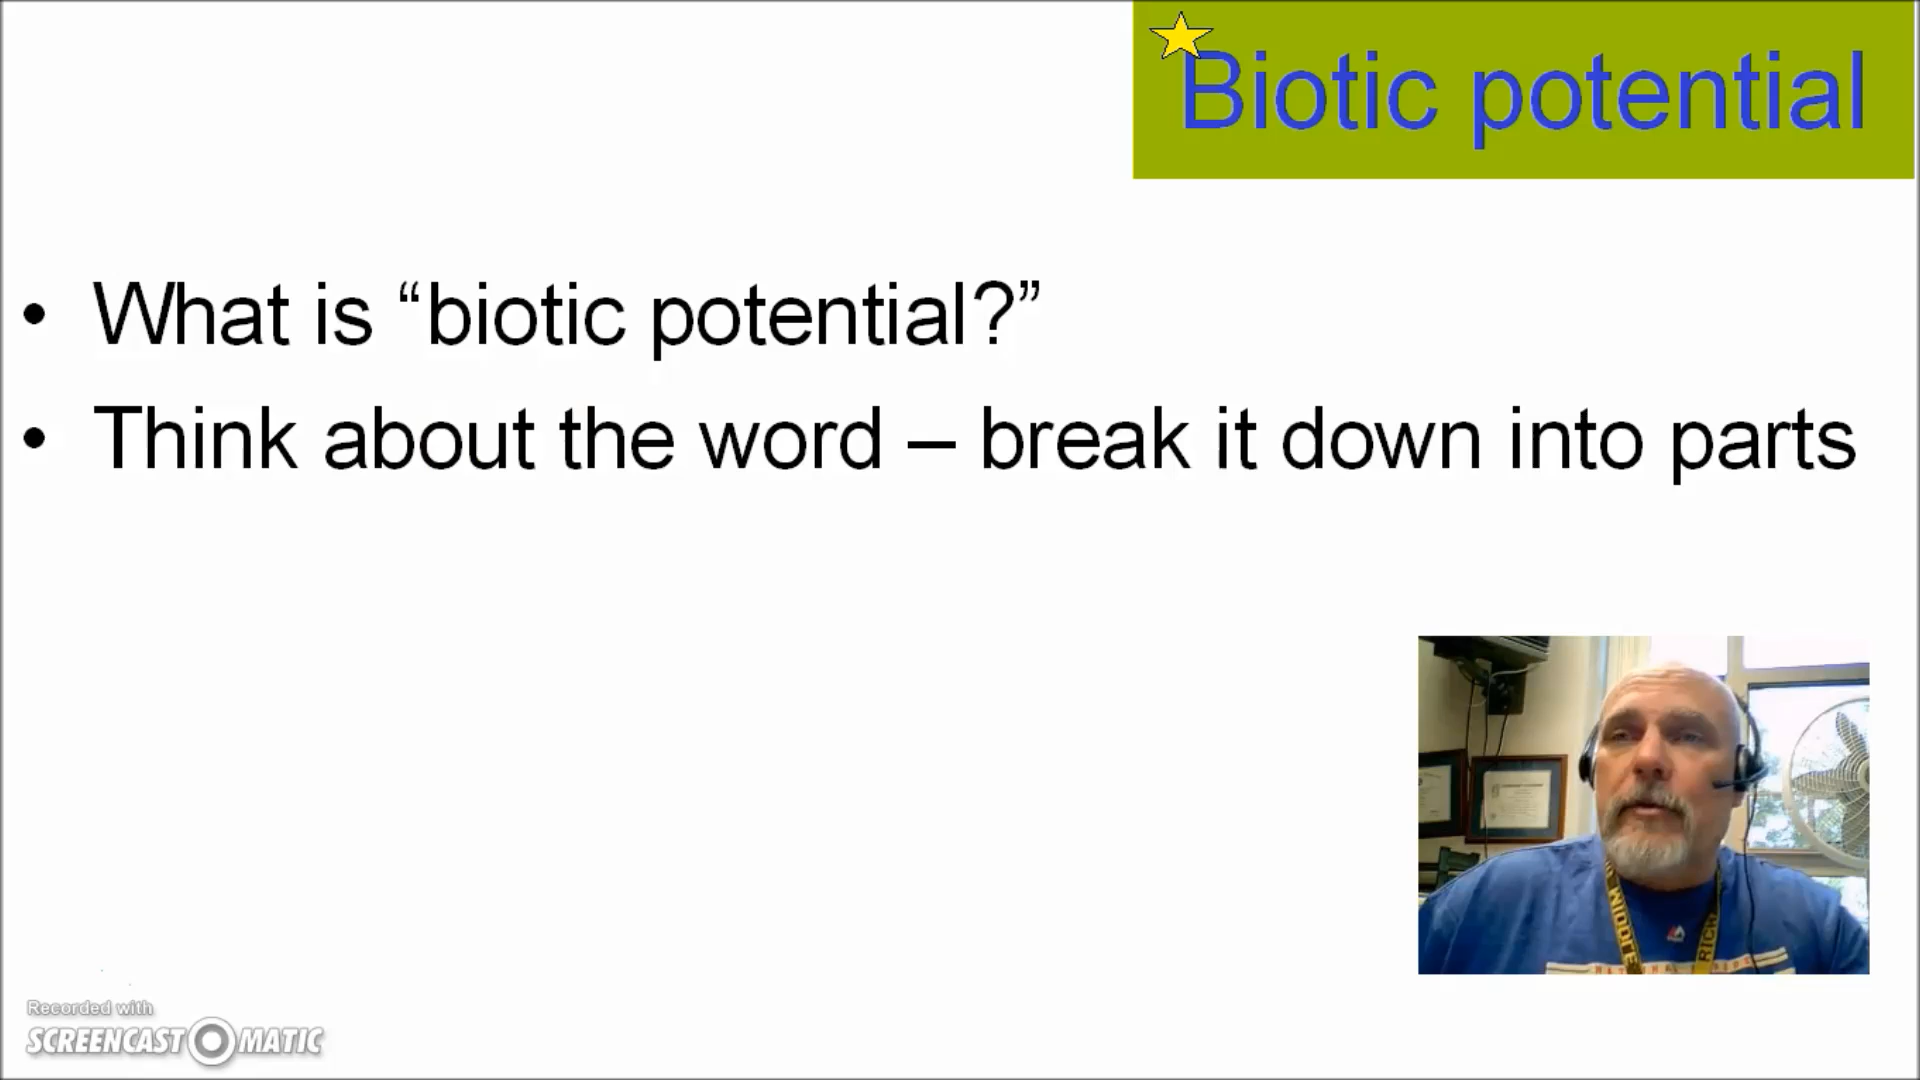 Biotic potential
• What is “biotic potential?”
• Think about the word – break it down into parts
Recorded with
SCREENCAST MATIC